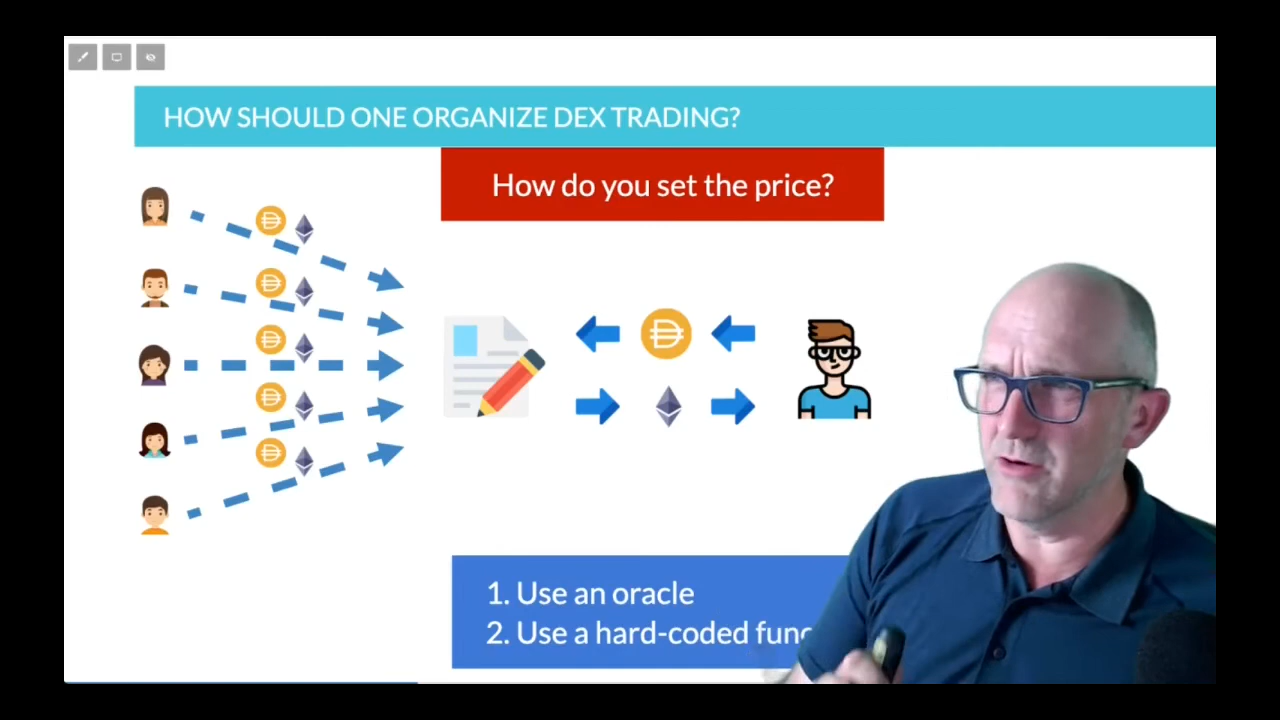 HOW SHOULD ONE ORGANIZE DEX TRADING?
How do you set the price?
1. Use an oracle
2. Use a hard-coded